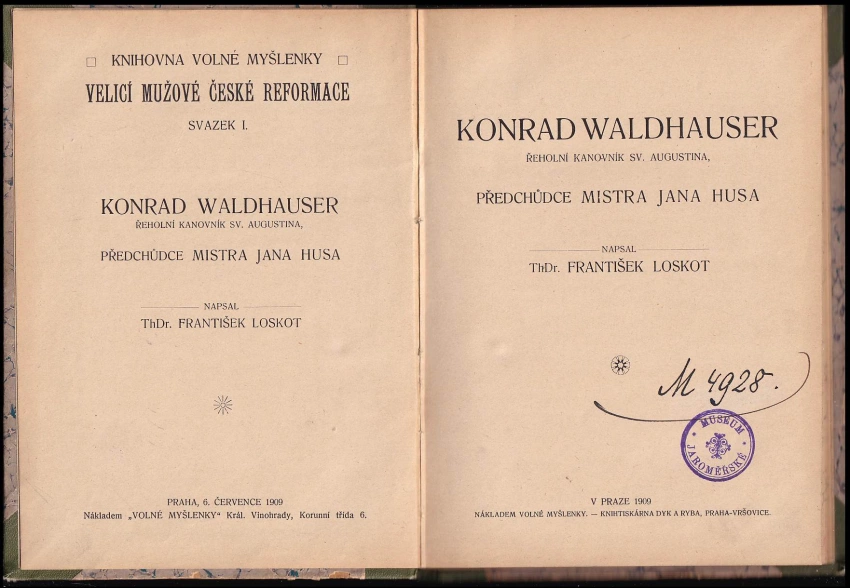 KNIHOVNA VOLNÉ MYŠLENKY
VELICÍ MUŽOVÉ ČESKÉ REFORMACE
SVAZEK I.
KONRAD WALDHAUSER
ŘEHOLNÍ KANOVNÍK SV. AUGUSTINA,
PŘEDCHŮDCE MISTRA JANA HUSA
NAPSAL
ThDr. FRANTIŠEK LOSKOT
PRAHA, 6. ČERVENCE 1909
Nákladem „VOLNÉ MYŠLENKY" Král. Vinohrady, Korunní třída 6.
KONRAD WALDHAUSER
ŘEHOLNÍ KANOVNÍK SV. AUGUSTINA,
PŘEDCHŮDCE MISTRA JANA HUSA
NAPSAL
ThDr. FRANTIŠEK LOSKOT
M 4928.
MUSEUM
JAROMĚŘSKÉ
V PRAZE 1909
NÁKLADEM VOLNÉ MYŠLENKY. — KNIHTISKÁRNA DYK A RYBA, PRAHA-VRŠOVICE.